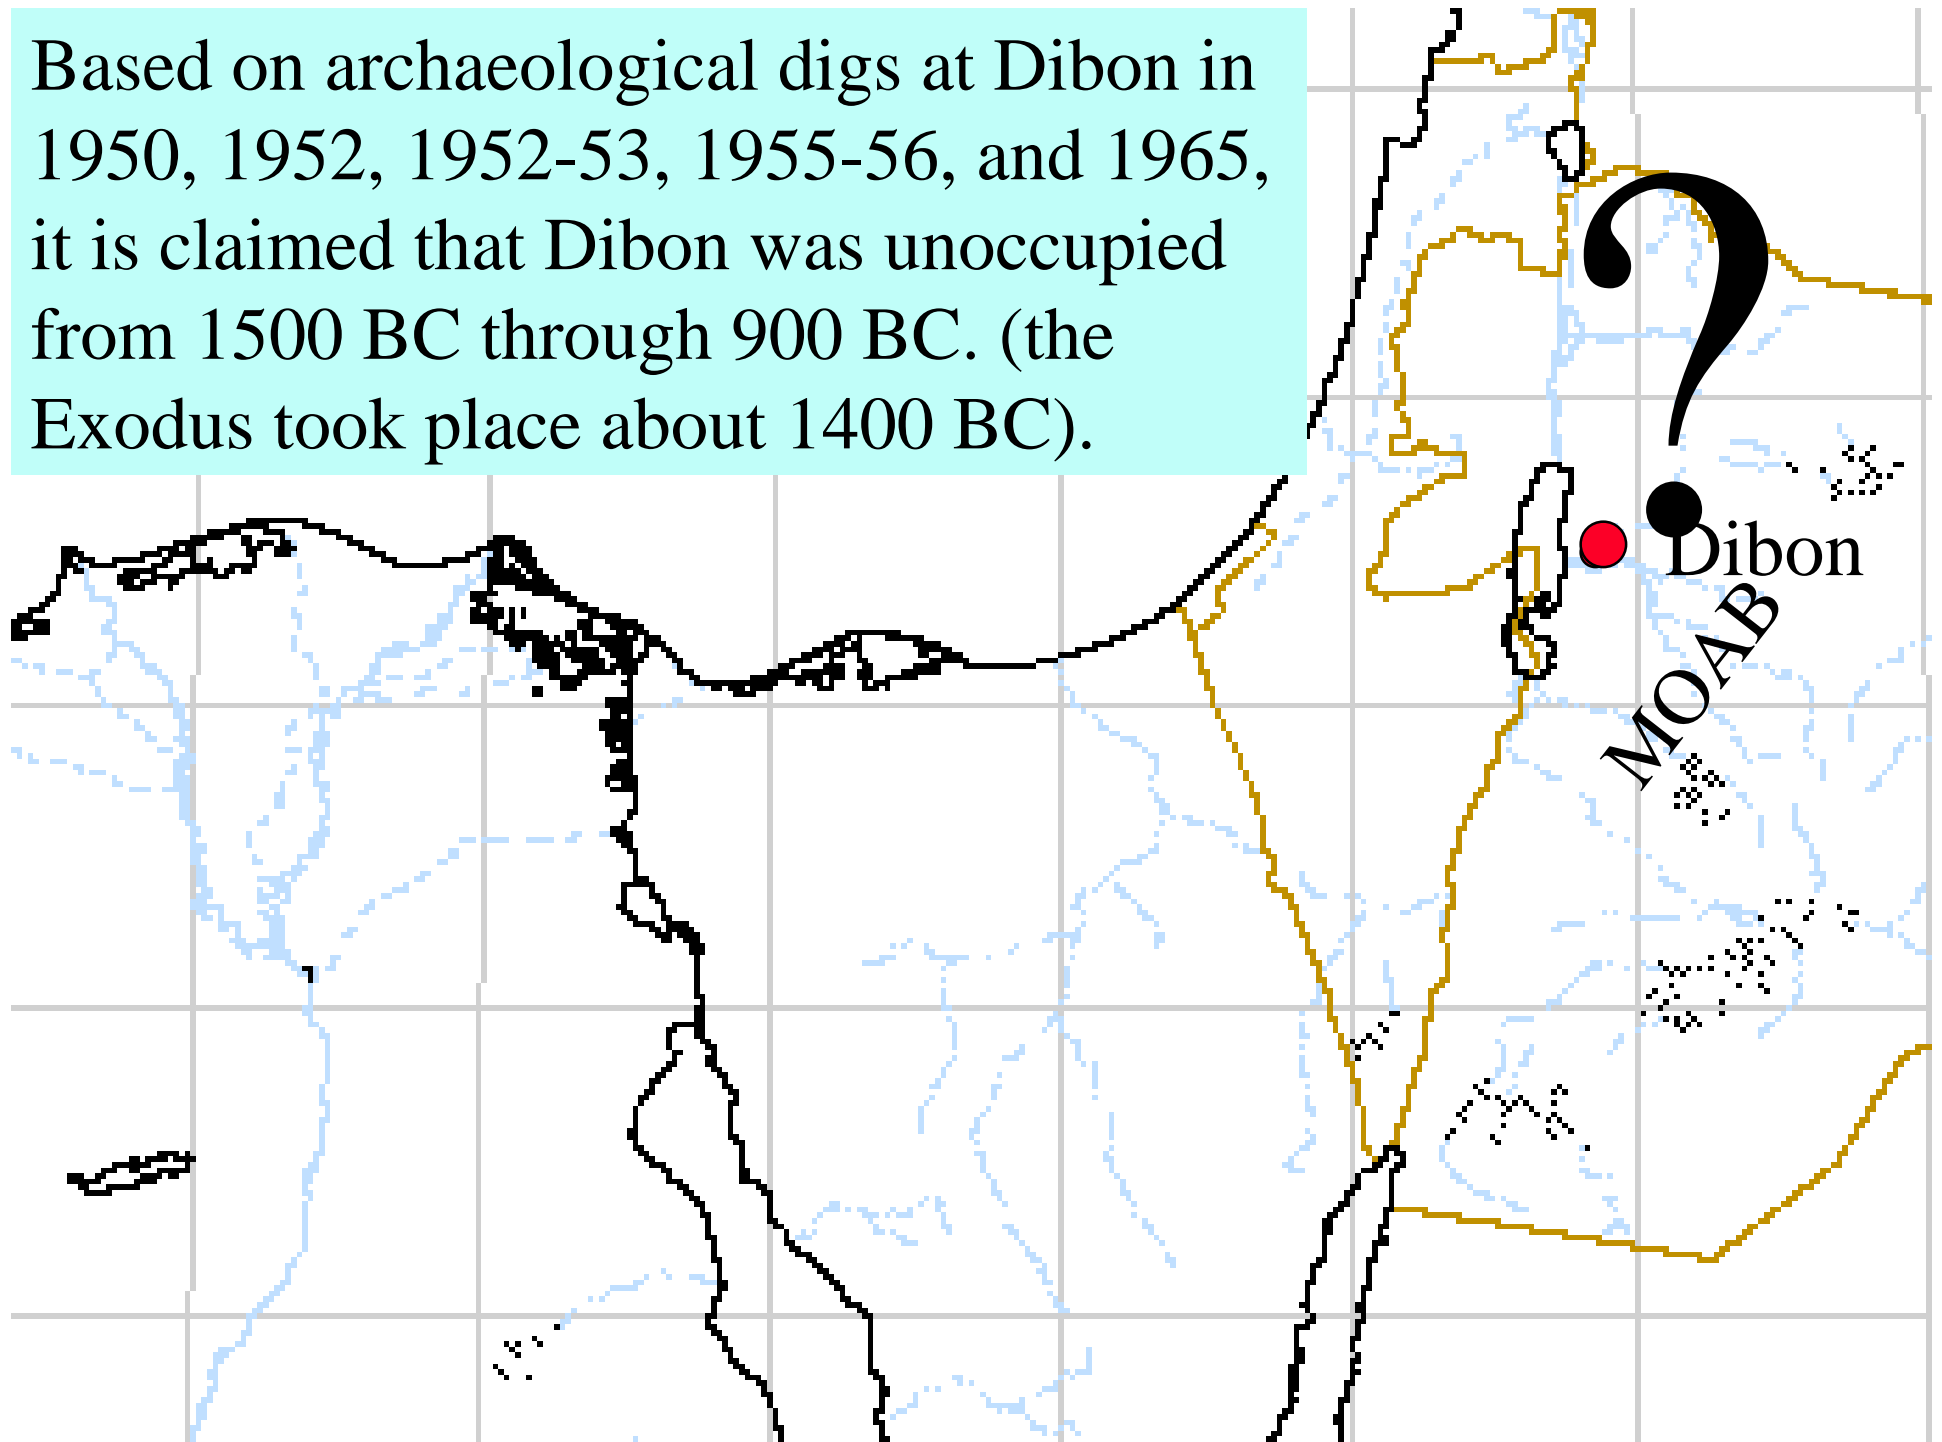 Based on archaeological digs at Dibon in
1950, 1952, 1952-53, 1955-56, and 1965,
it is claimed that Dibon was unoccupied
from 1500 BC through 900 BC. (the
Exodus took place about 1400 BC).
?
Dibon
MOAB